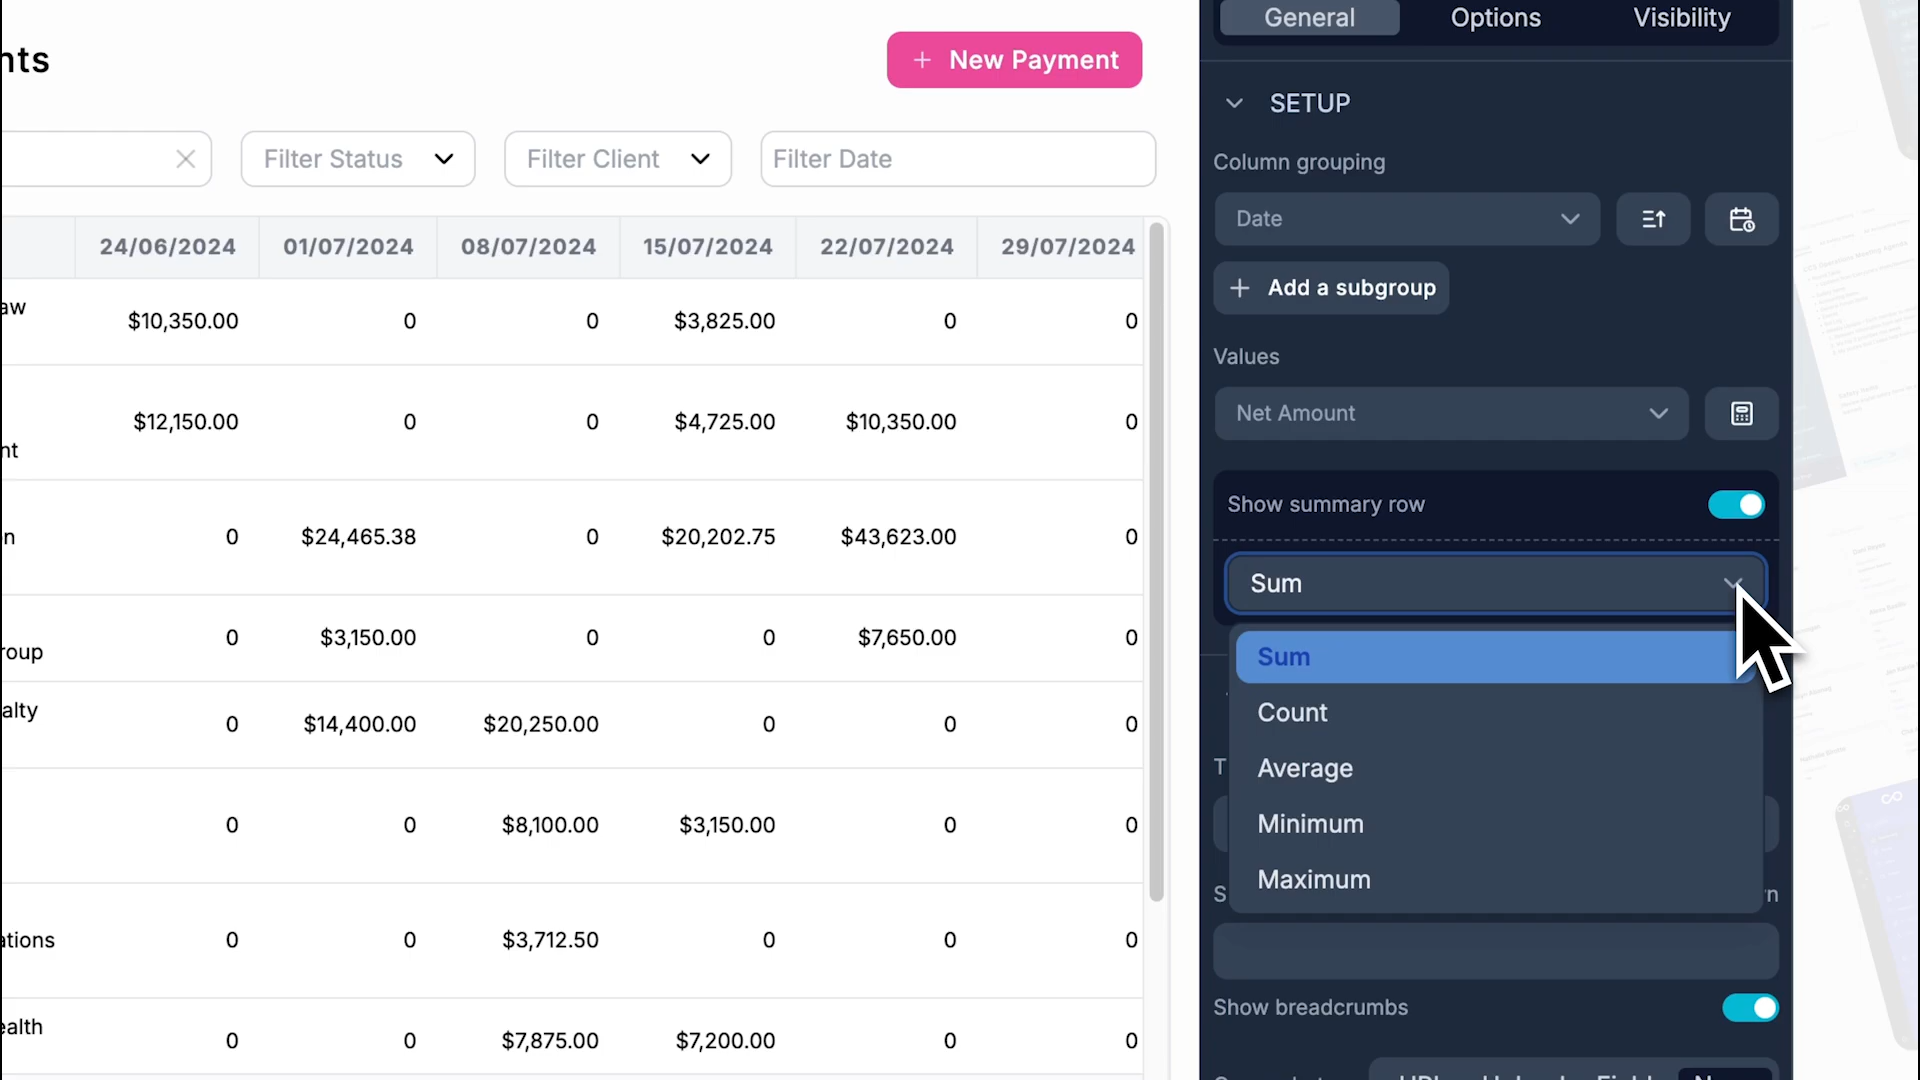 nts
+ New Payment
Filter Status
Filter Client
Filter Date
24/06/2024 01/07/2024 08/07/2024 15/07/2024 22/07/2024 29/07/2024
aw
$10,350.00 0 0 $3,825.00 0 0
$12,150.00 0 0 $4,725.00 $10,350.00 0
nt
n 0 $24,465.38 0 $20,202.75 $43,623.00 0
0 $3,150.00 0 0 $7,650.00 0
roup
alty
0 $14,400.00 $20,250.00 0 0 0
0 0 $8,100.00 $3,150.00 0 0
ations 0 0 $3,712.50 0 0 0
ealth
0 0 $7,875.00 $7,200.00 0 0
General Options Visibility
SETUP
Column grouping
Date
+ Add a subgroup
Values
Net Amount
Show summary row
Sum
Sum
Count
Average
Minimum
Maximum
T
S n
Show breadcrumbs